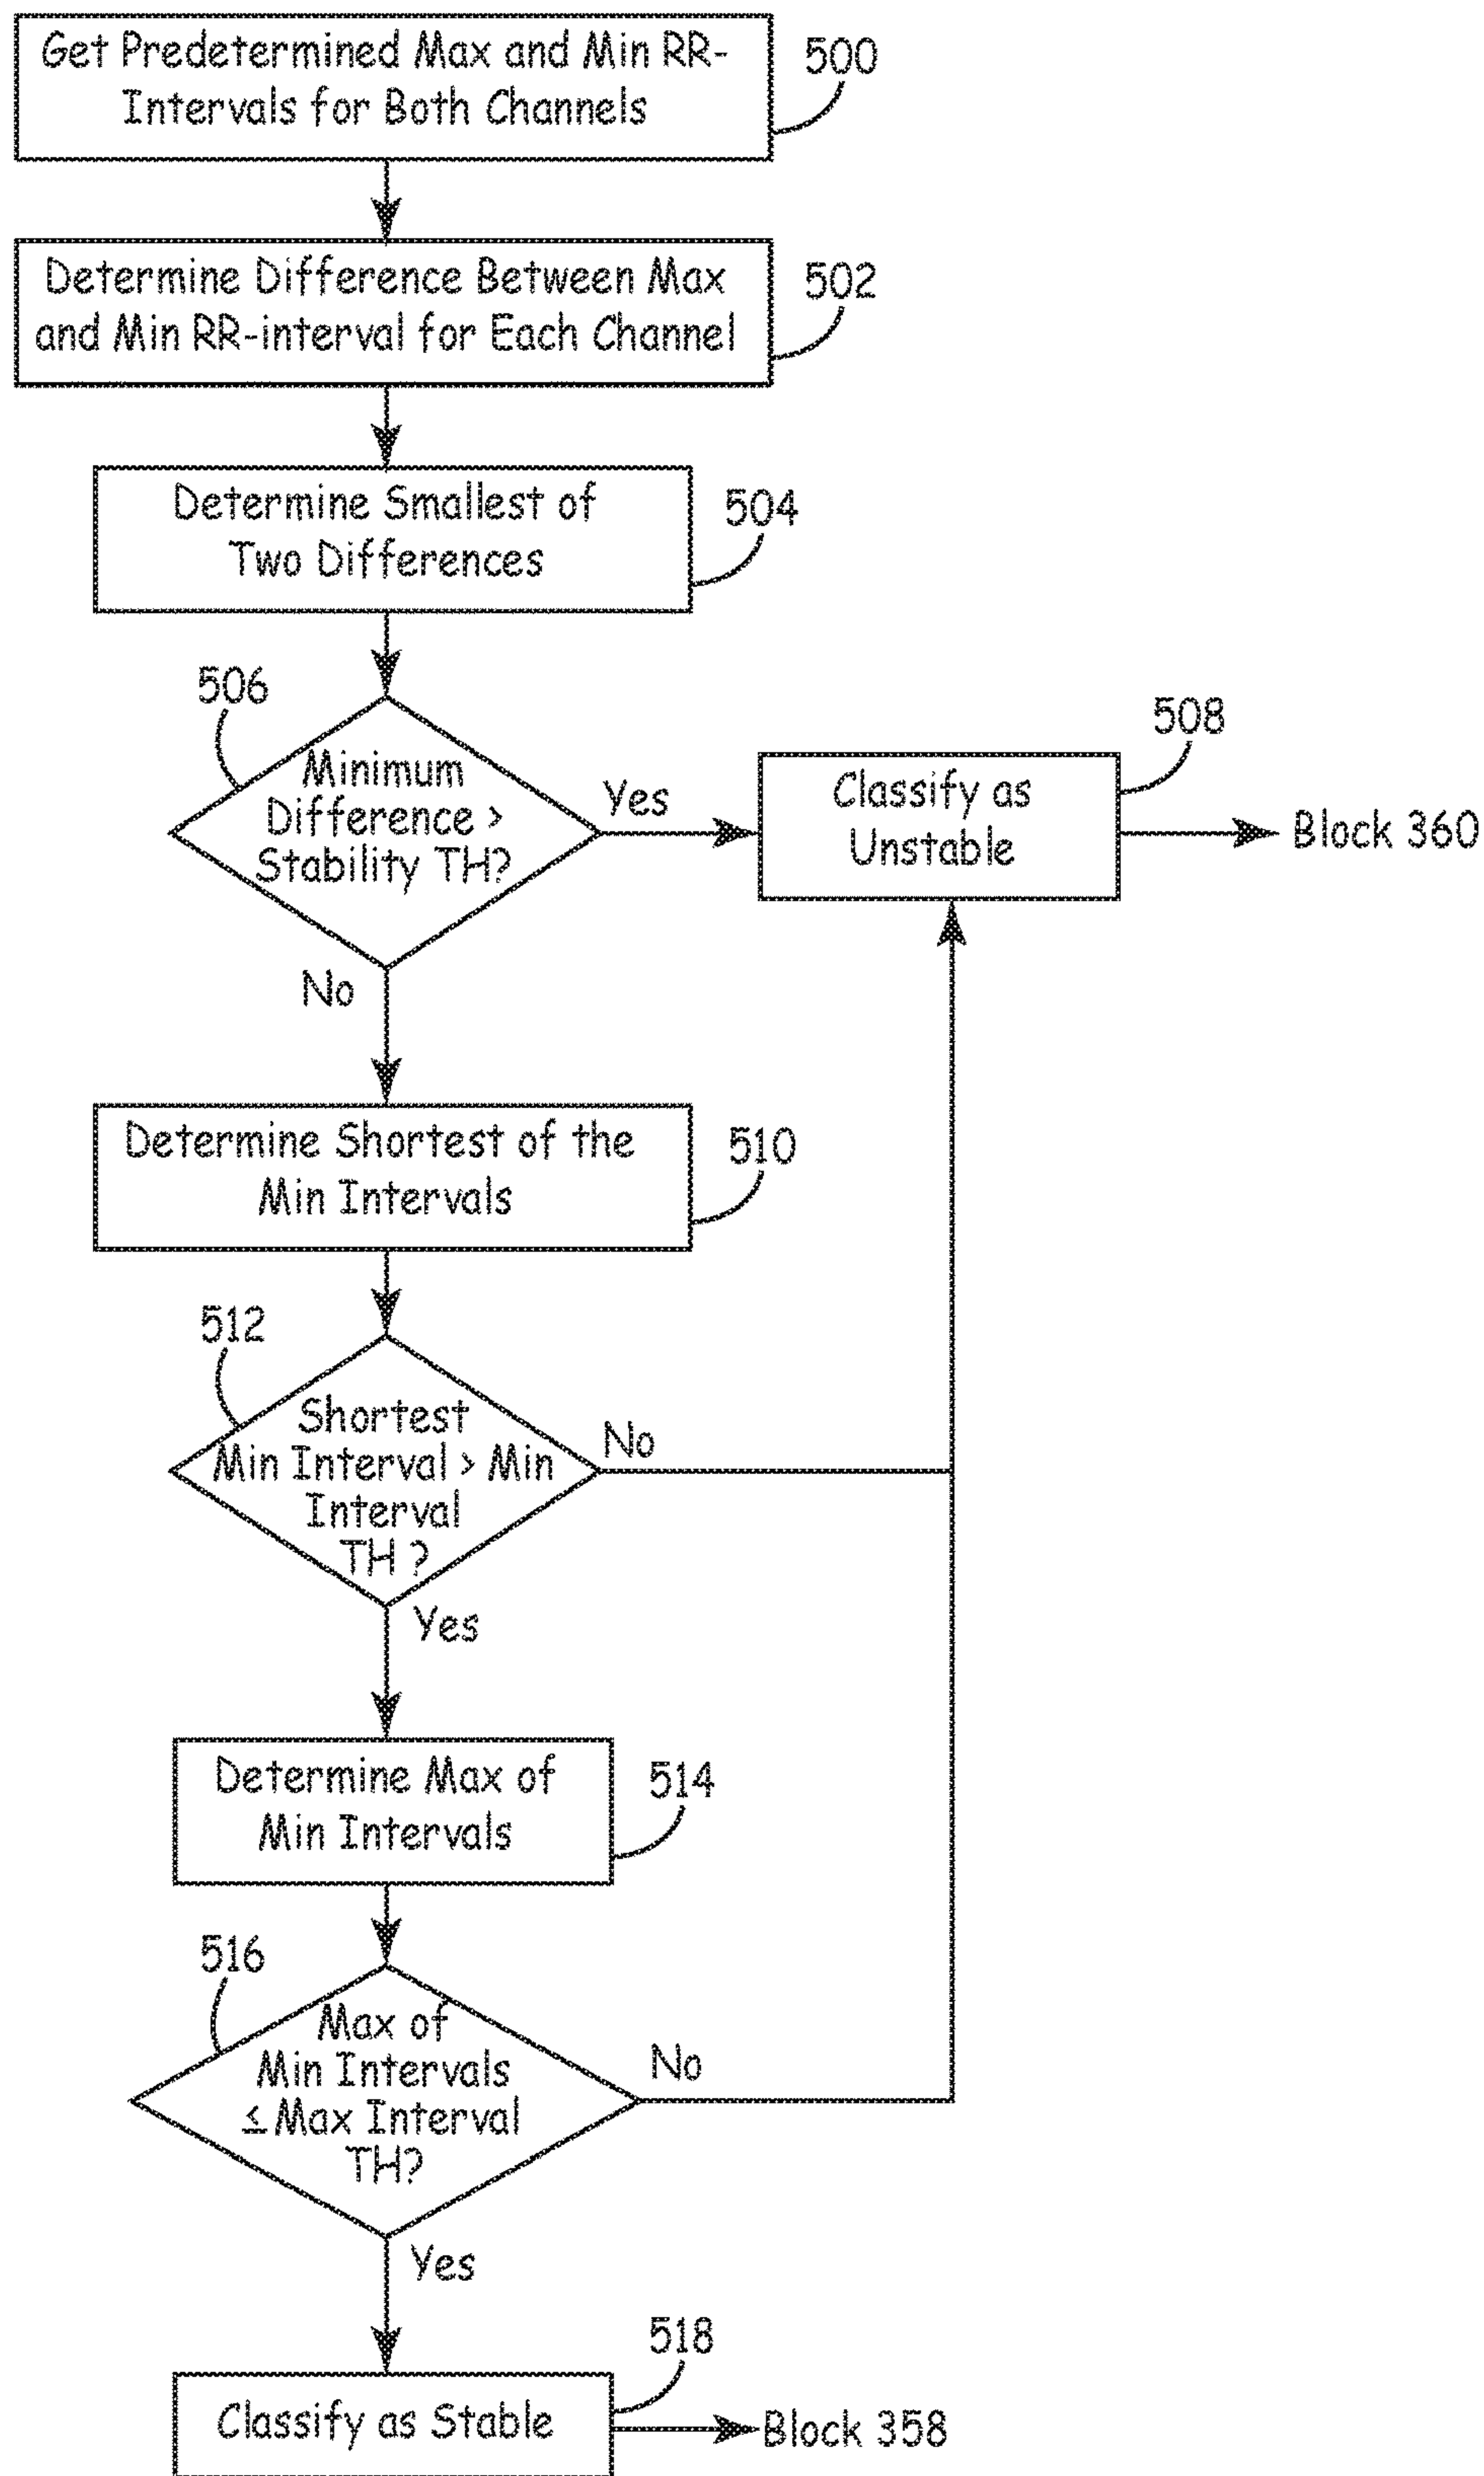 Get Predetermined Max and Min RR-
Intervals for Both Channels
500
Determine Difference Between Max
and Min RR-interval for Each Channel
502
Determine Smallest of
Two Differences
504
506
Minimum
Difference >
Stability TH?
Yes
Classify as
Unstable
508
Block 360
No
Determine Shortest of the
Min Intervals
510
512
Shortest
Min Interval > Min
Interval
TH ?
No
Yes
Determine Max of
Min Intervals
514
516
Max of
Min Intervals
≤ Max Interval
TH?
No
Yes
Classify as Stable
518
Block 358